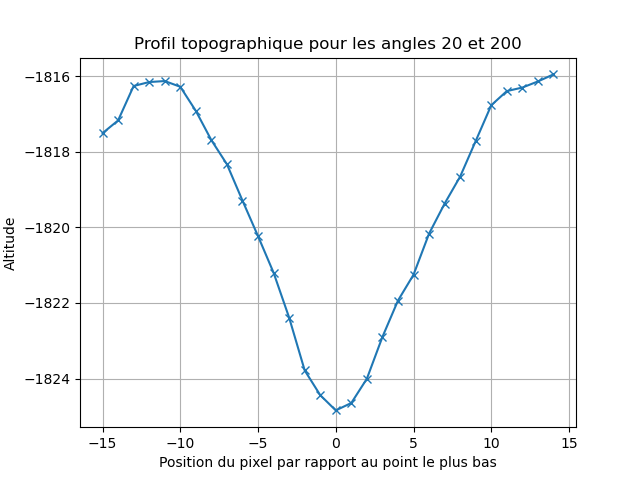 Profil topographique pour les angles 20 et 200
Altitude
−1816
−1818
−1820
−1822
−1824
−15 −10 −5 0 5 10 15
Position du pixel par rapport au point le plus bas